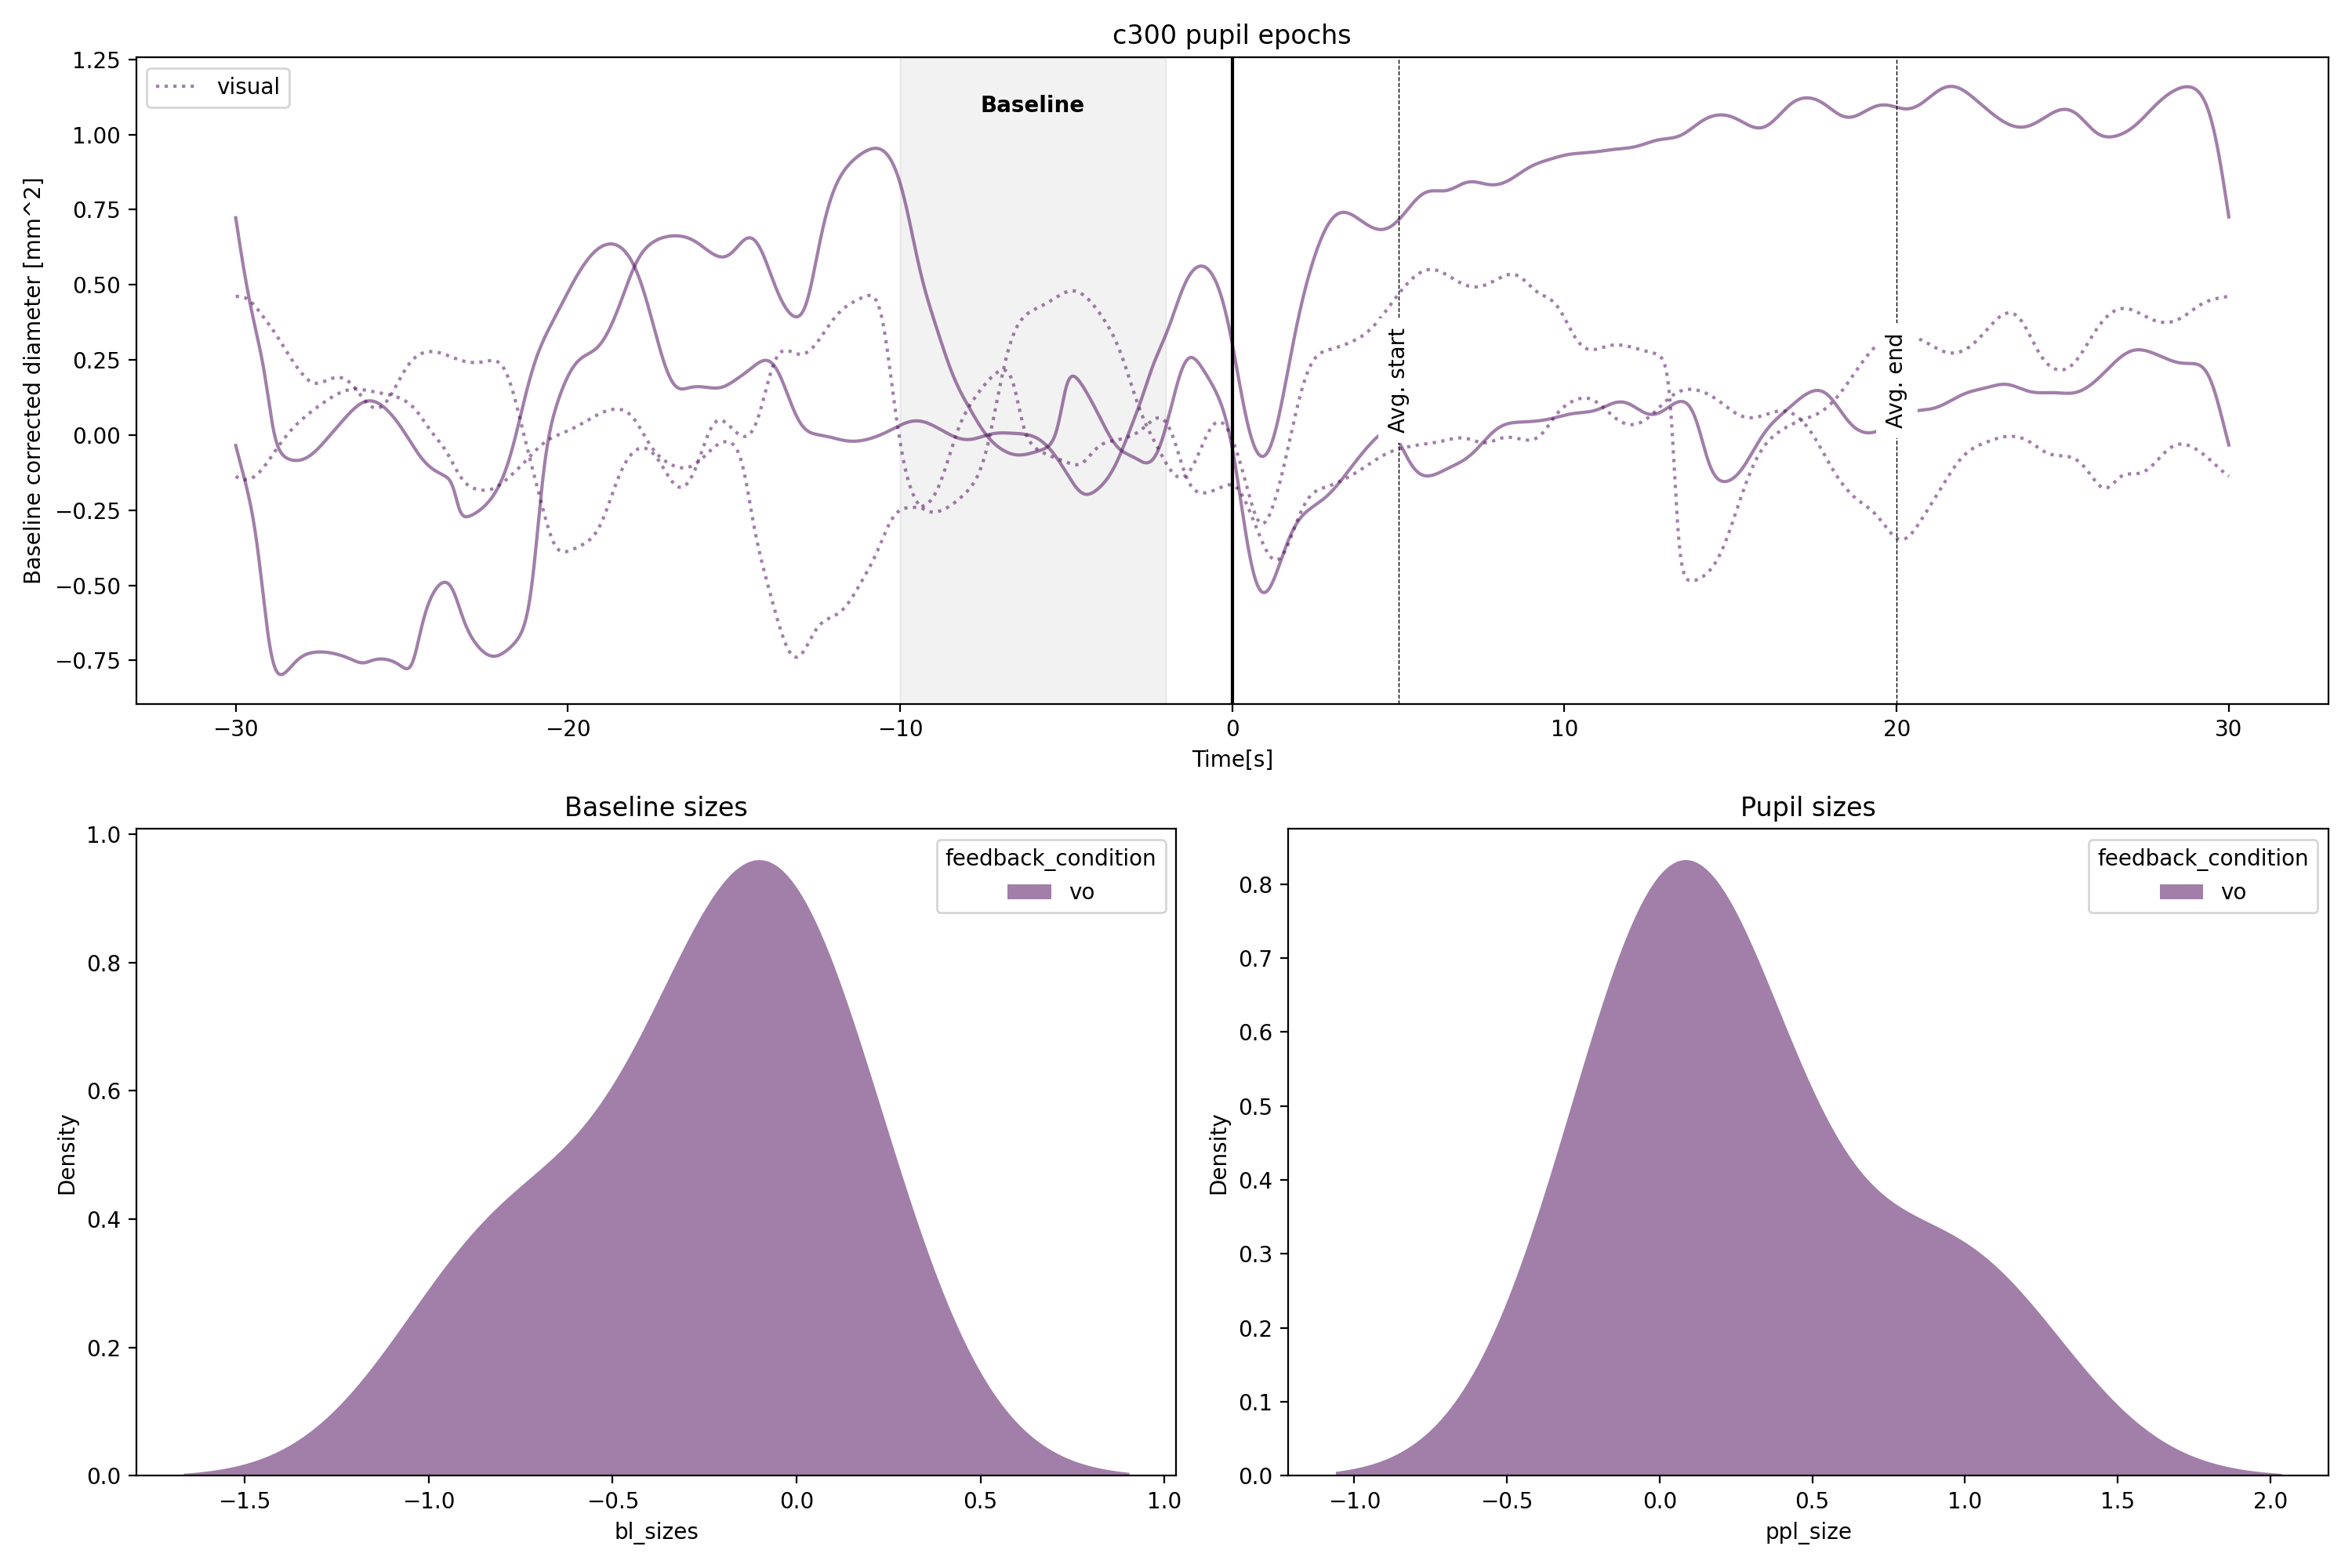 c300 pupil epochs
Baseline corrected diameter [mm^2]
1.25
1.00
0.75
0.50
0.25
0.00
−0.25
−0.50
−0.75
visual
Baseline
Avg. start
Avg. end
−30
−20
−10
0
10
20
30
Time[s]
Baseline sizes
Density
1.0
0.8
0.6
0.4
0.2
0.0
feedback_condition
vo
−1.5
−1.0
−0.5
0.0
0.5
1.0
bl_sizes
Pupil sizes
Density
0.8
0.7
0.6
0.5
0.4
0.3
0.2
0.1
0.0
feedback_condition
vo
−1.0
−0.5
0.0
0.5
1.0
1.5
2.0
ppl_size